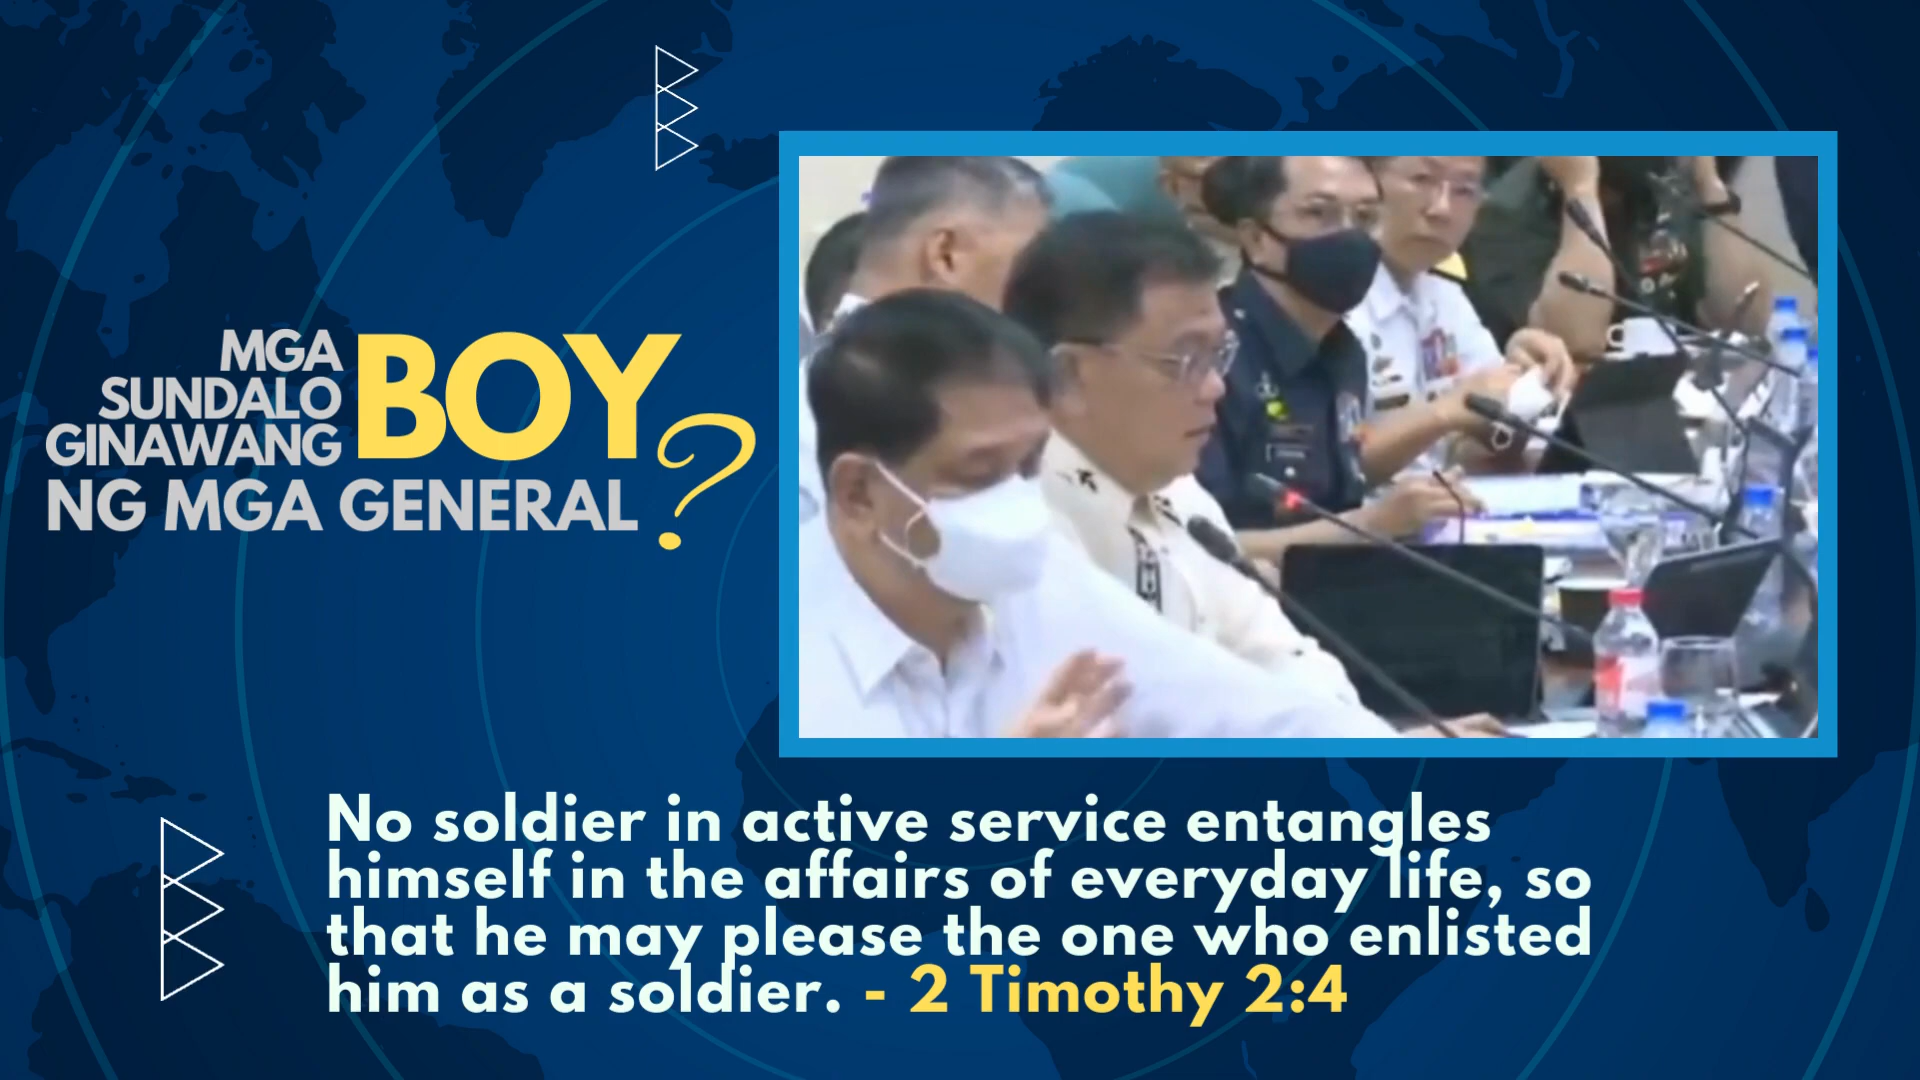 MGA
SUNDALO
GINAWANG
BOY
NG MGA GENERAL?
No soldier in active service entangles
himself in the affairs of everyday life, so
that he may please the one who enlisted
him as a soldier. - 2 Timothy 2:4